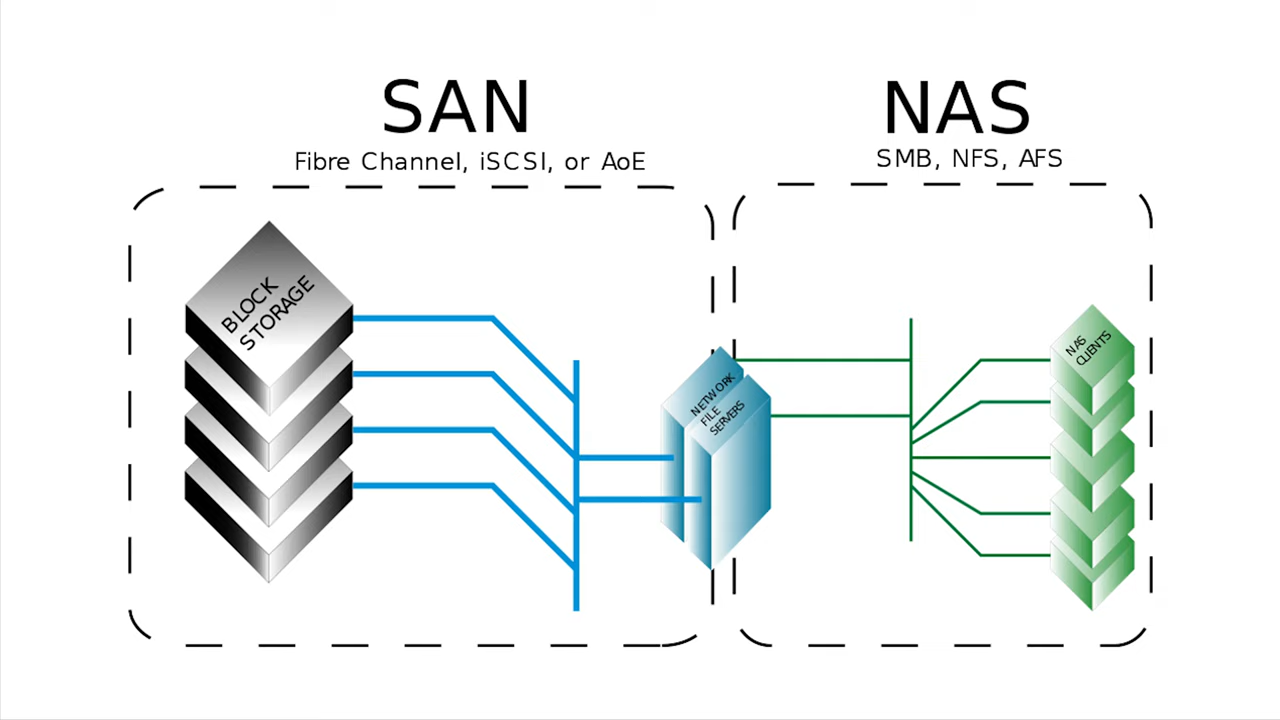 SAN
Fibre Channel, iSCSI, or AoE
NAS
SMB, NFS, AFS
BLOCK
STORAGE
NETWORK
FILE
SERVERS
NAS
CLIENTS